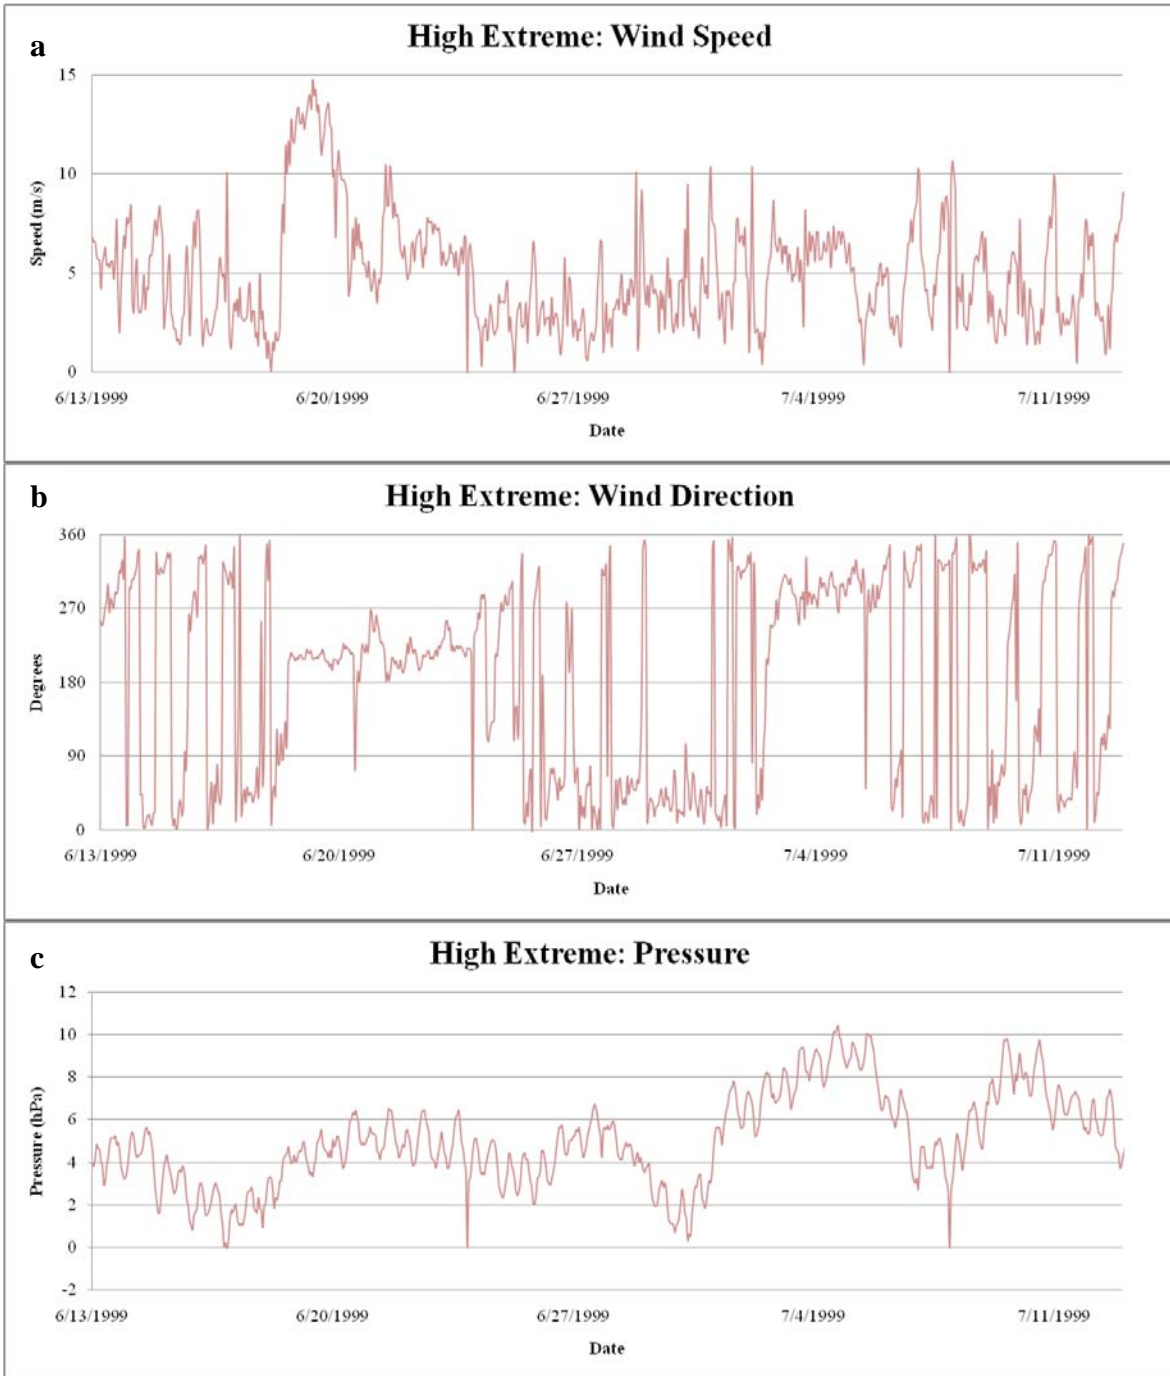 a
High Extreme: Wind Speed
15
10
5
0
Speed (m/s)
6/13/1999 6/20/1999 6/27/1999 7/4/1999 7/11/1999
Date
b
High Extreme: Wind Direction
360
270
180
90
0
Degrees
6/13/1999 6/20/1999 6/27/1999 7/4/1999 7/11/1999
Date
c
High Extreme: Pressure
12
10
8
6
4
2
0
-2
Pressure (hPa)
6/13/1999 6/20/1999 6/27/1999 7/4/1999 7/11/1999
Date